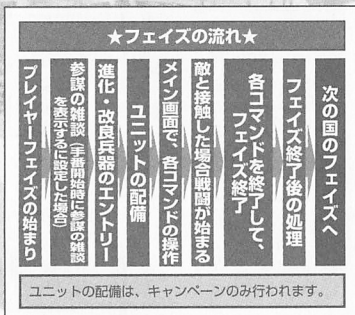 ★フェイズの流れ★
プレイヤーフェイズの始まり
参謀の雑談（手番開始時に参謀の雑談
を表示するに設定した場合）
進化・改良兵器のエントリー
ユニットの配備
メイン画面で、各コマンドの操作
敵と接触した場合戦闘が始まる
各コマンドを終了して、
フェイズ終了
フェイズ終了後の処理
次の国のフェイズへ
ユニットの配備は、キャンペーンのみ行われます。